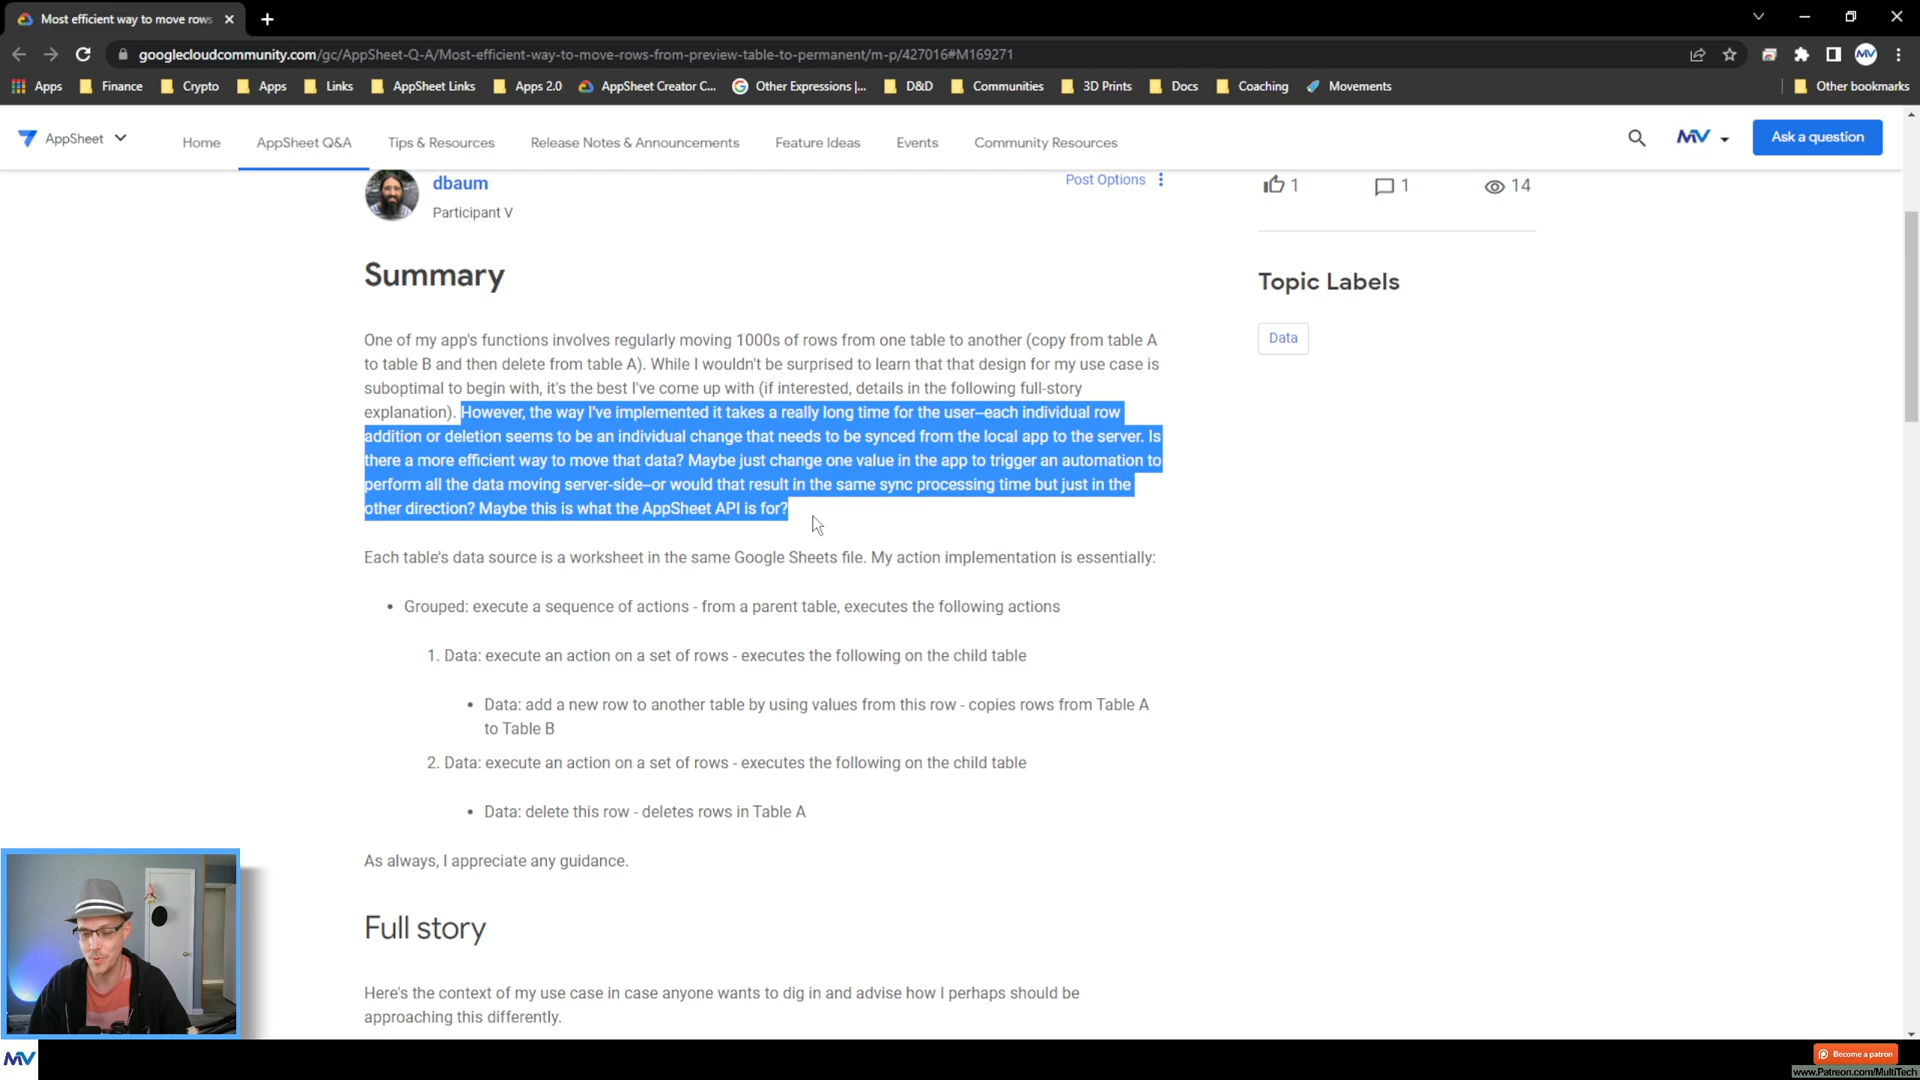 Most efficient way to move rows
googlecloudcommunity.com/gc/AppSheet-Q-A/Most-efficient-way-to-move-rows-from-preview-table-to-permanent/m-p/427016#M169271
MV
Apps Finance Crypto Apps Links AppSheet Links Apps 2.0 AppSheet Creator C... Other Expressions |... D&D Communities 3D Prints Docs Coaching Movements Other bookmarks
AppSheet Home AppSheet Q&A Tips & Resources Release Notes & Announcements Feature Ideas Events Community Resources MV Ask a question
dbaum
Participant V
Post Options
1 1 14
Summary
Topic Labels
Data
One of my app's functions involves regularly moving 1000s of rows from one table to another (copy from table A
to table B and then delete from table A). While I wouldn't be surprised to learn that that design for my use case is
suboptimal to begin with, it's the best I've come up with (if interested, details in the following full-story
explanation). However, the way I've implemented it takes a really long time for the user--each individual row
addition or deletion seems to be an individual change that needs to be synced from the local app to the server. Is
there a more efficient way to move that data? Maybe just change one value in the app to trigger an automation to
perform all the data moving server-side--or would that result in the same sync processing time but just in the
other direction? Maybe this is what the AppSheet API is for?
Each table's data source is a worksheet in the same Google Sheets file. My action implementation is essentially:
• Grouped: execute a sequence of actions - from a parent table, executes the following actions
1. Data: execute an action on a set of rows - executes the following on the child table
• Data: add a new row to another table by using values from this row - copies rows from Table A
to Table B
2. Data: execute an action on a set of rows - executes the following on the child table
• Data: delete this row - deletes rows in Table A
As always, I appreciate any guidance.
Full story
Here's the context of my use case in case anyone wants to dig in and advise how I perhaps should be
approaching this differently.
MV
Become a patron
www.Patreon.com/MultiTech